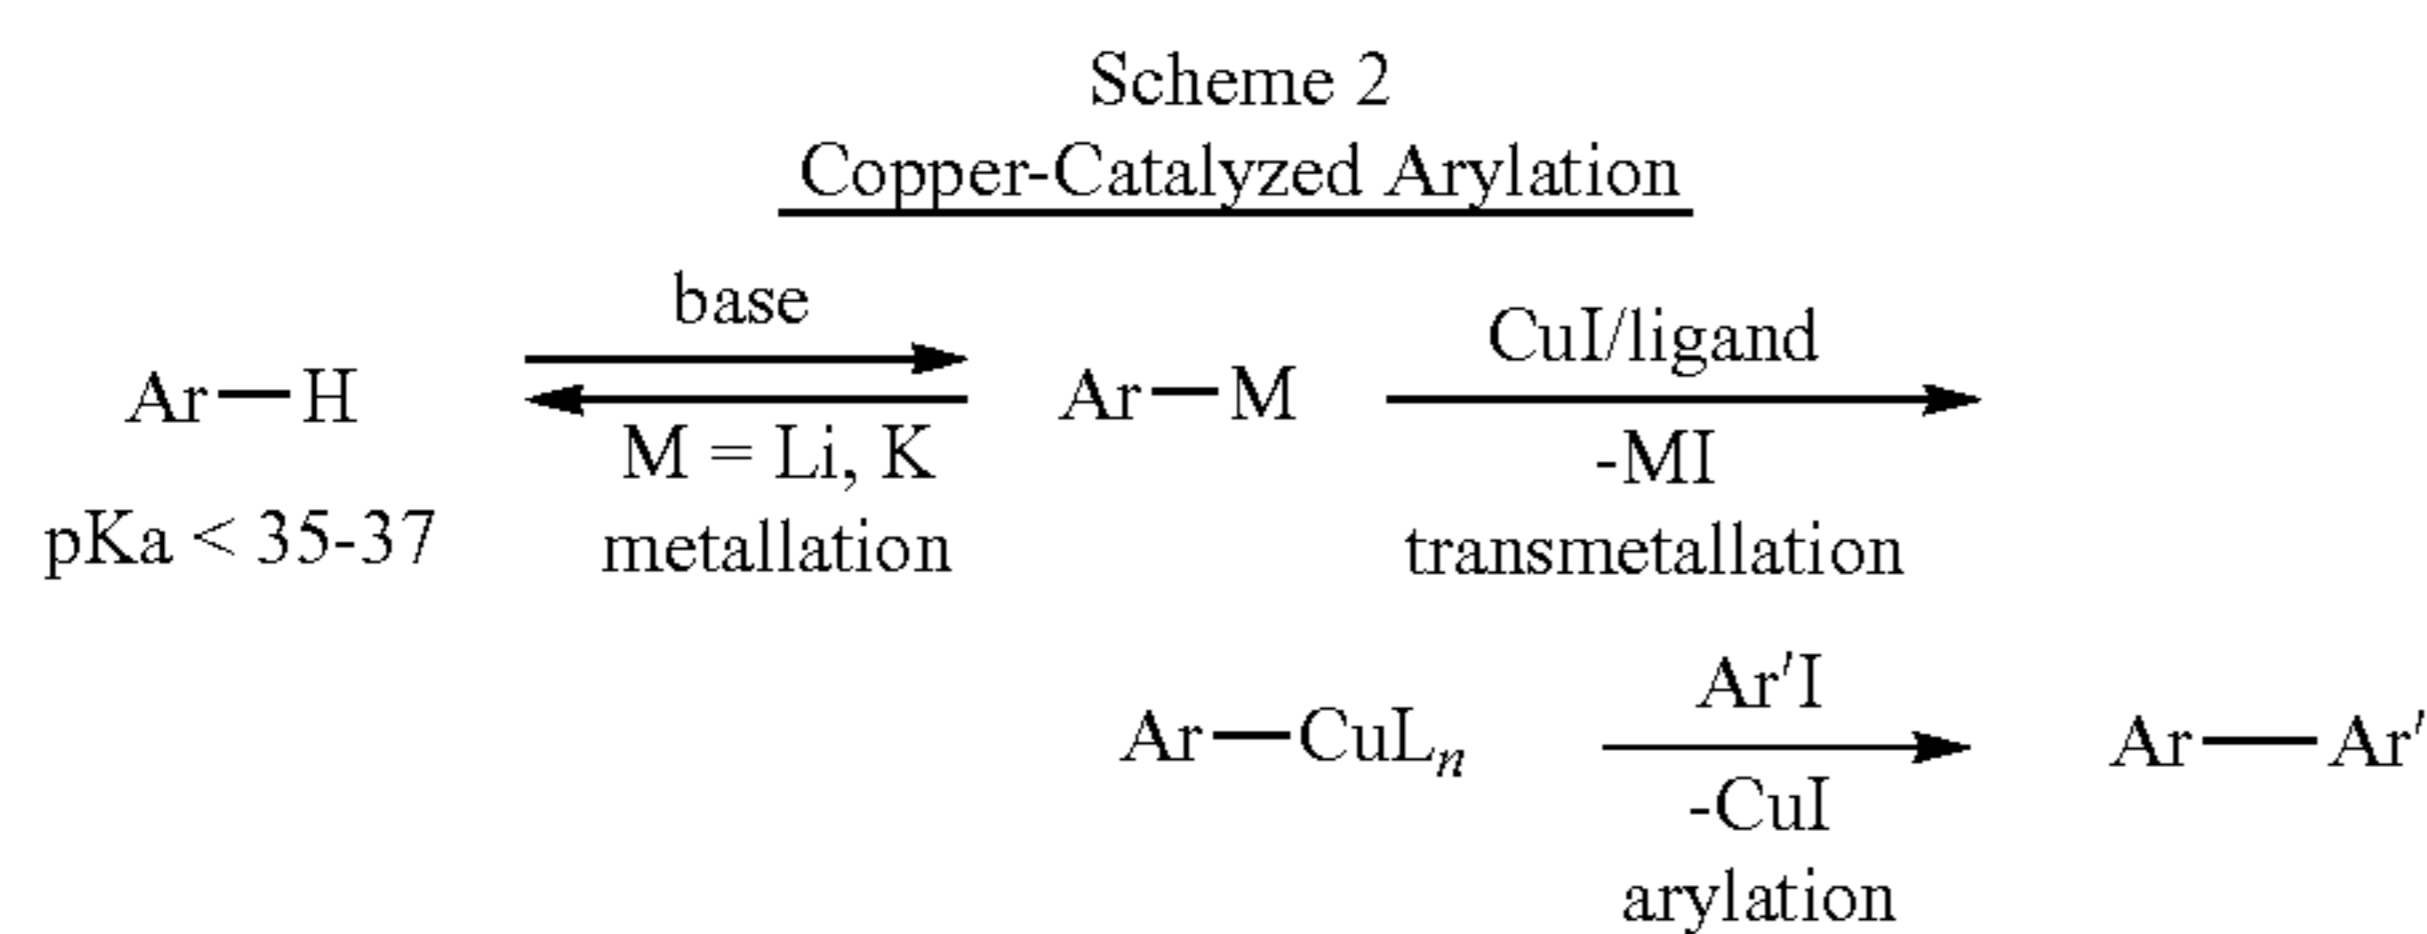 Scheme 2
Copper-Catalyzed Arylation
base
CuI/ligand
Ar—H
Ar—M
M = Li, K
-MI
pKa < 35-37
metallation
transmetallation
Ar'I
Ar—CuLn
Ar—Ar'
-CuI
arylation